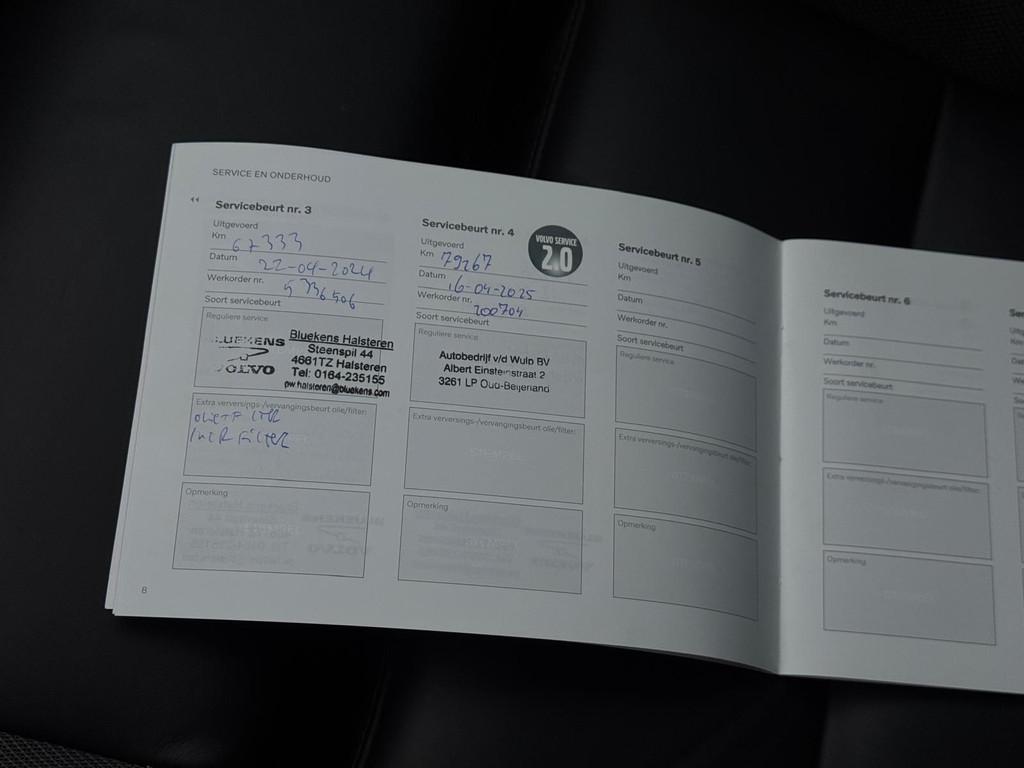 SERVICE EN ONDERHOUD
Servicebeurt nr. 3
Uitgevoerd
Km 67333
Datum 22-04-2024
Werkorder nr. 5336506
Soort servicebeurt
Reguliere service:
BLUEKENS
VOLVO
Bluekens Halsteren
Steenspil 44
4661TZ Halsteren
Tel: 0164-235155
pw.halsteren@bluekens.com
Extra verversings-/vervangingsbeurt olie/filter:
FILTER
Opmerking
8
Servicebeurt nr. 4
VOLVO SERVICE
2.0
Uitgevoerd
Km 79267
Datum 16-04-2025
Werkorder nr. 200704
Soort servicebeurt
Reguliere service:
Autobedrijf v/d Wulp BV
Albert Einsteinstraat 2
3261 LP Oud-Beijerland
Extra verversings-/vervangingsbeurt olie/filter:
STEMPEL
Opmerking
Servicebeurt nr. 5
Uitgevoerd
Km
Datum
Werkorder nr.
Soort servicebeurt
Reguliere service:
Extra verversings-/vervangingsbeurt olie/filter:
Opmerking
Servicebeurt nr. 6
Uitgevoerd
Km
Datum
Werkorder nr.
Soort servicebeurt
Reguliere service:
Extra verversings-/vervangingsbeurt olie/filter:
Opmerking